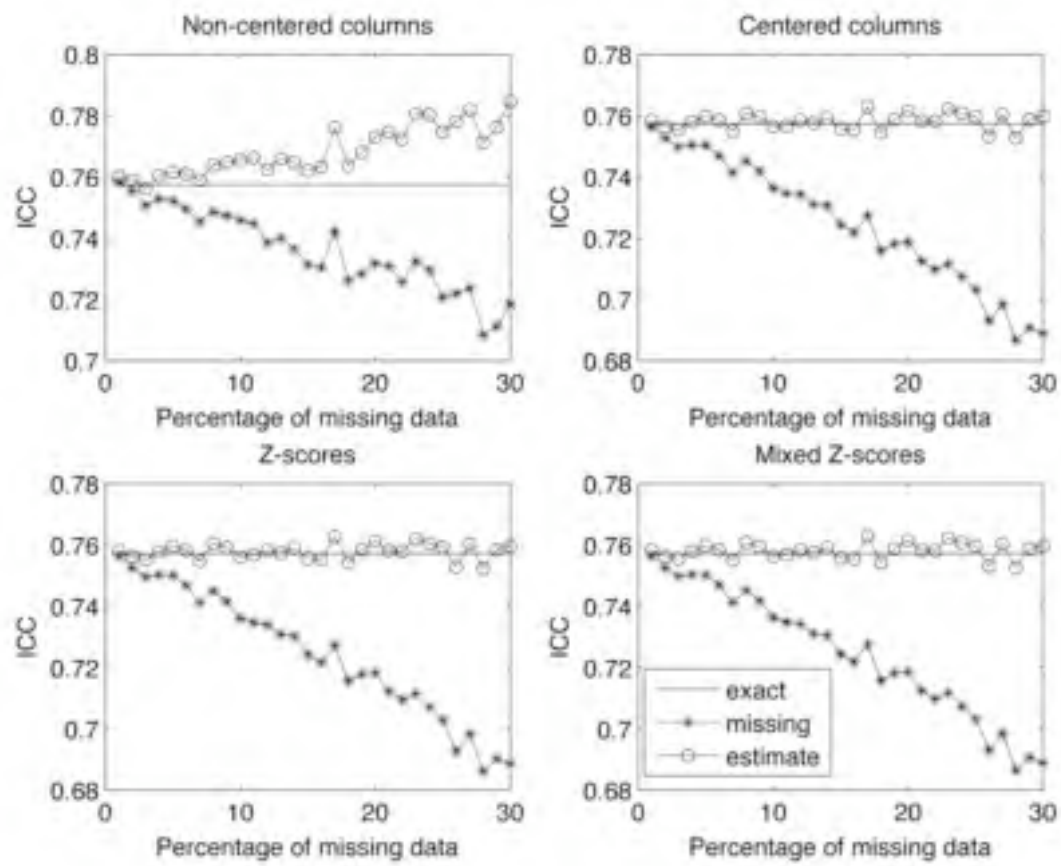 Non-centered columns
0.8
0.78
0.76
0.74
0.72
0.7
ICC
0 10 20 30
Percentage of missing data
Centered columns
0.78
0.76
0.74
0.72
0.7
0.68
ICC
0 10 20 30
Percentage of missing data
Z-scores
0.78
0.76
0.74
0.72
0.7
0.68
ICC
0 10 20 30
Percentage of missing data
Mixed Z-scores
0.78
0.76
0.74
0.72
0.7
0.68
ICC
exact
missing
estimate
0 10 20 30
Percentage of missing data